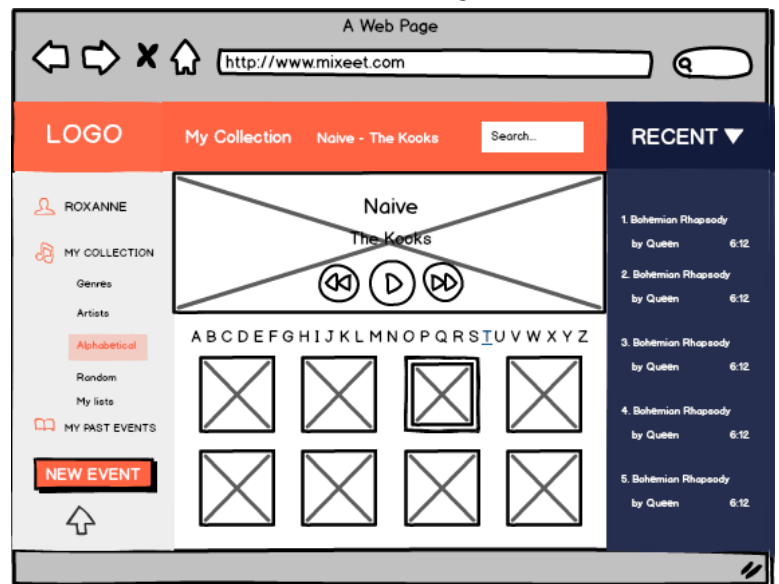 A Web Page
http://www.mixeet.com
LOGO
My Collection
Naive - The Kooks
Search...
RECENT
ROXANNE
MY COLLECTION
Genres
Artists
Alphabetical
Random
My lists
MY PAST EVENTS
NEW EVENT
Naive
The Kooks
A B C D E F G H I J K L M N O P Q R S T U V W X Y Z
1. Bohemian Rhapsody
by Queen 6:12
2. Bohemian Rhapsody
by Queen 6:12
3. Bohemian Rhapsody
by Queen 6:12
4. Bohemian Rhapsody
by Queen 6:12
5. Bohemian Rhapsody
by Queen 6:12